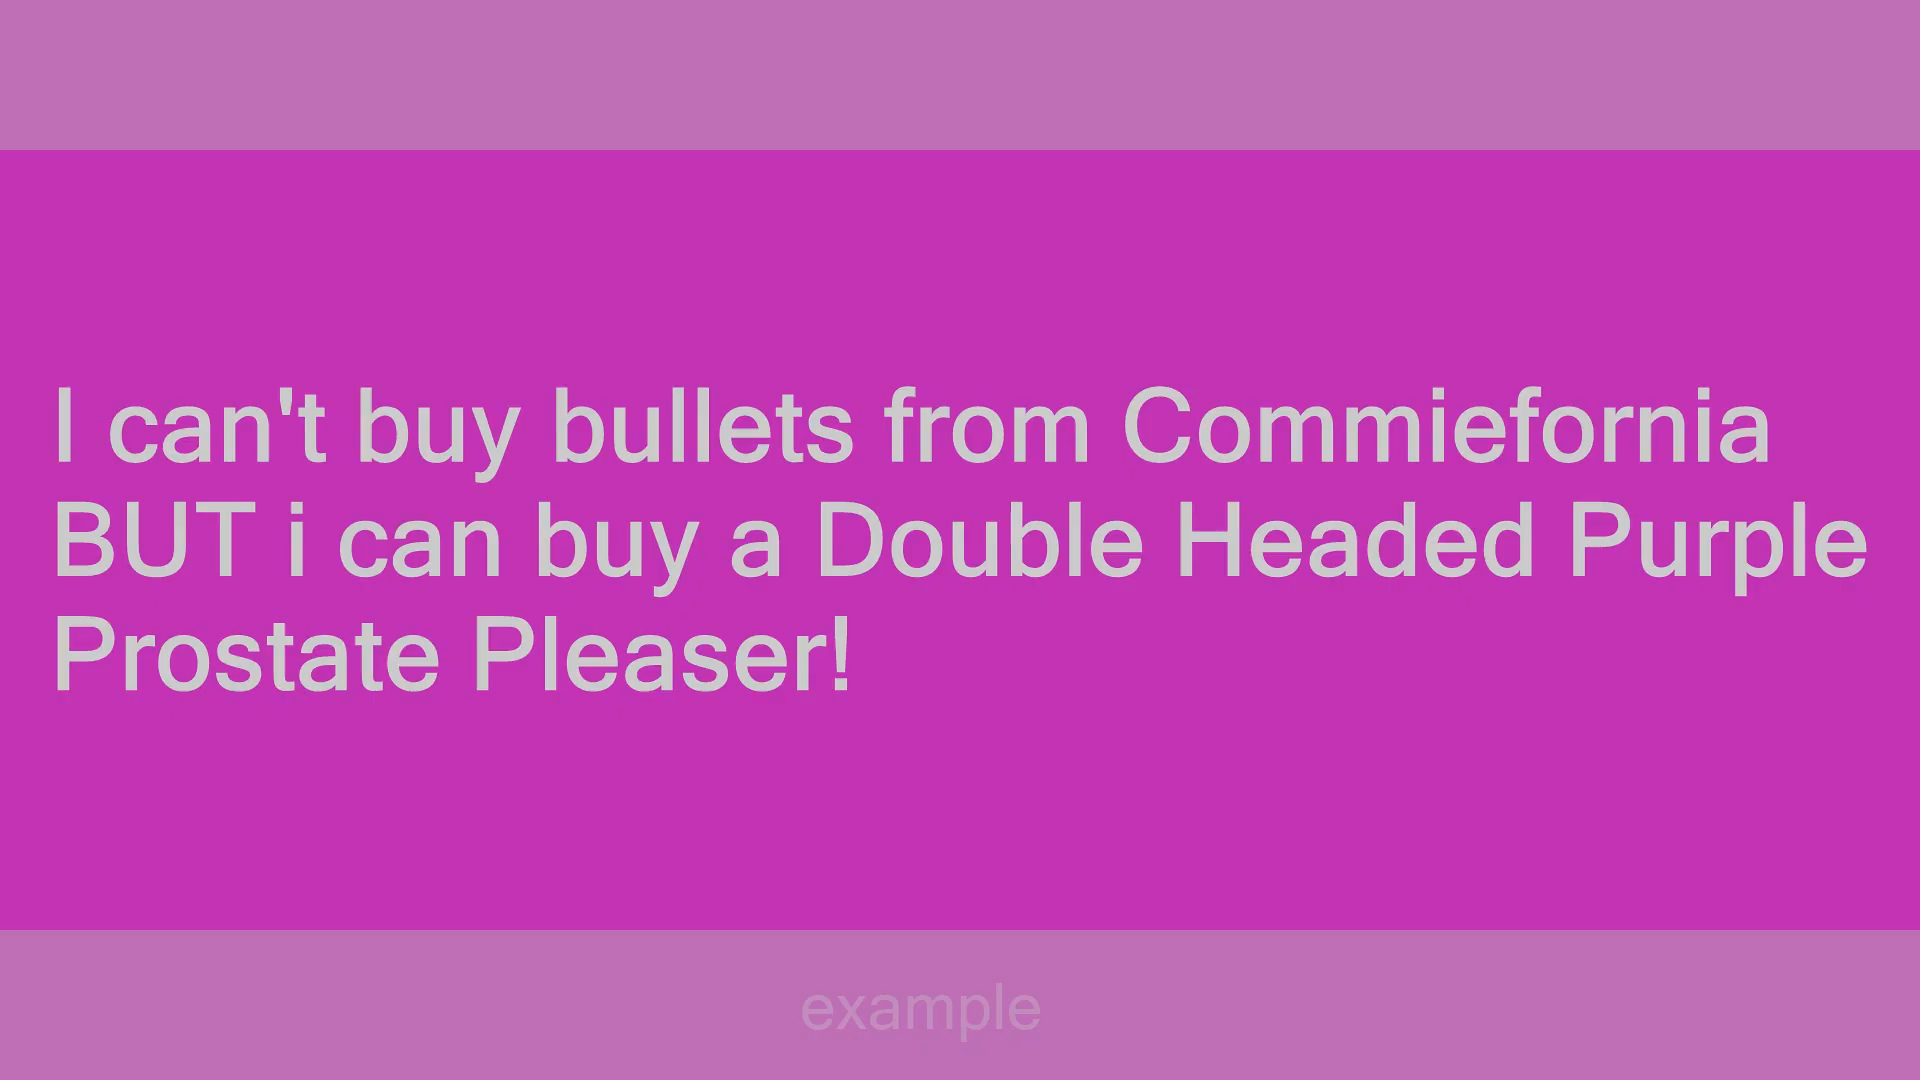 I can't buy bullets from Commiefornia
BUT i can buy a Double Headed Purple
Prostate Pleaser!
example